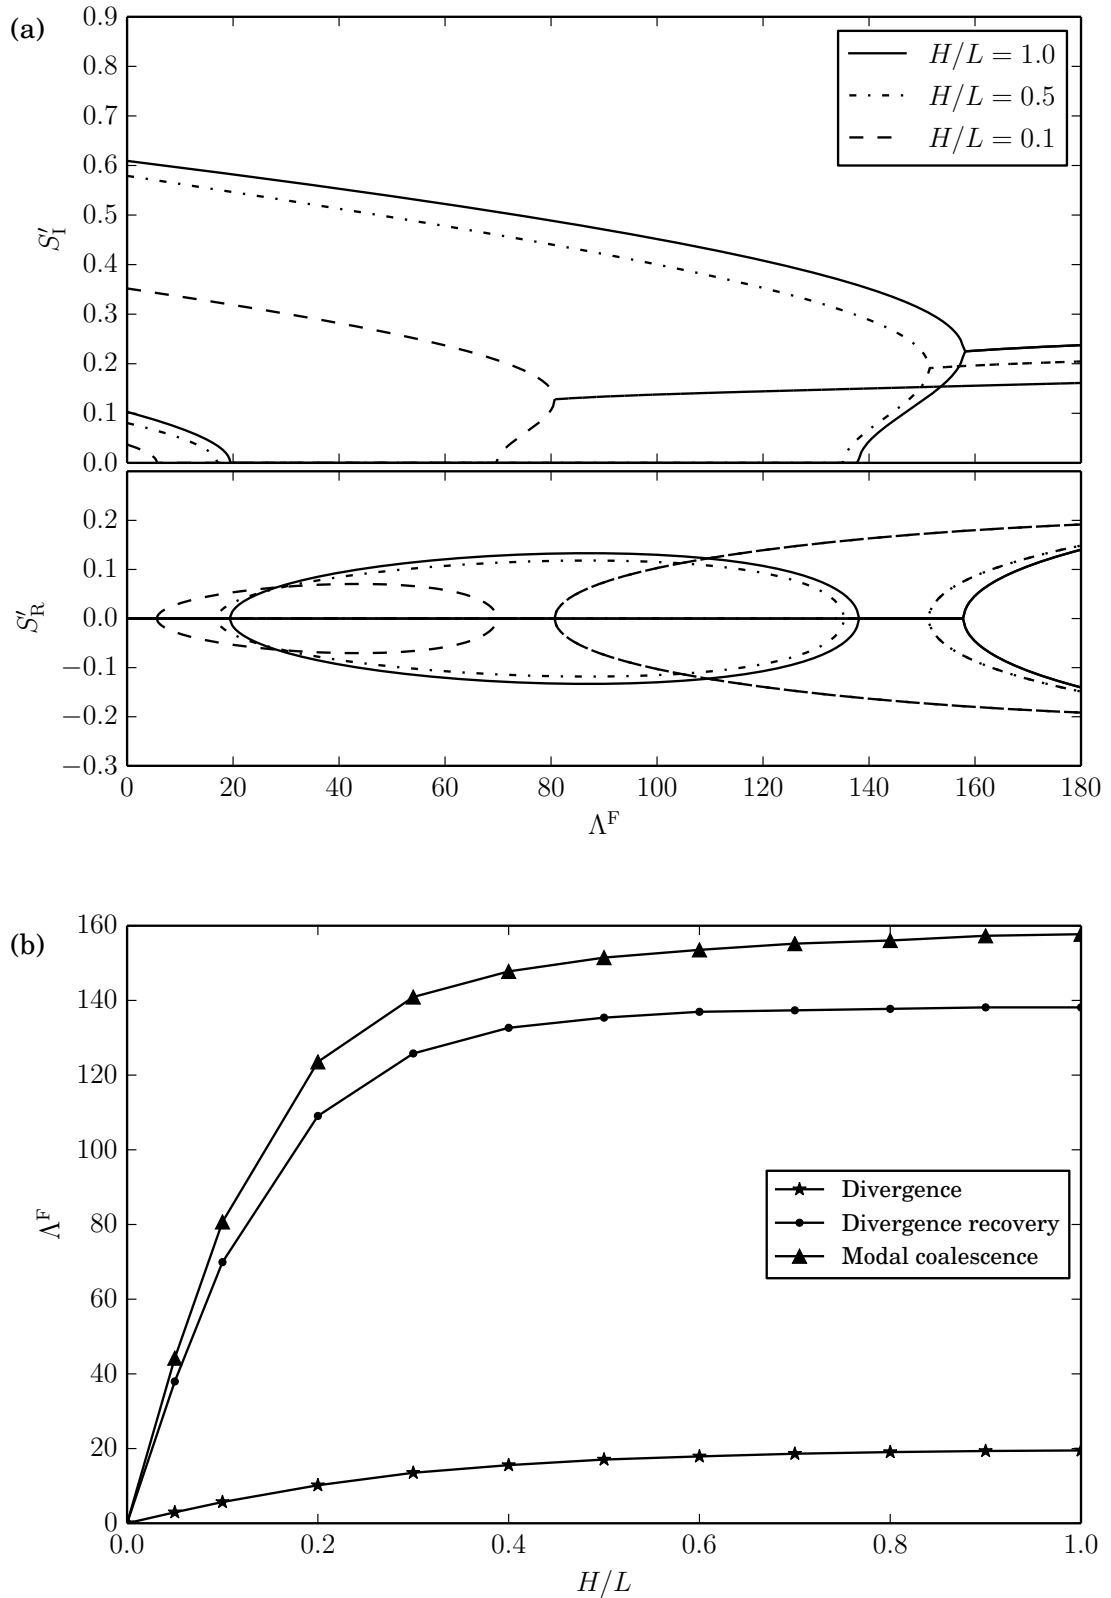 (a)
0.9
0.8
0.7
0.6
0.5
0.4
0.3
0.2
0.1
0.0
S′I
H/L = 1.0
H/L = 0.5
H/L = 0.1
0.2
0.1
0.0
−0.1
−0.2
−0.3
S′R
0 20 40 60 80 100 120 140 160 180
Λ^F
(b)
160
140
120
100
80
60
40
20
0
Λ^F
Divergence
Divergence recovery
Modal coalescence
0.0 0.2 0.4 0.6 0.8 1.0
H/L